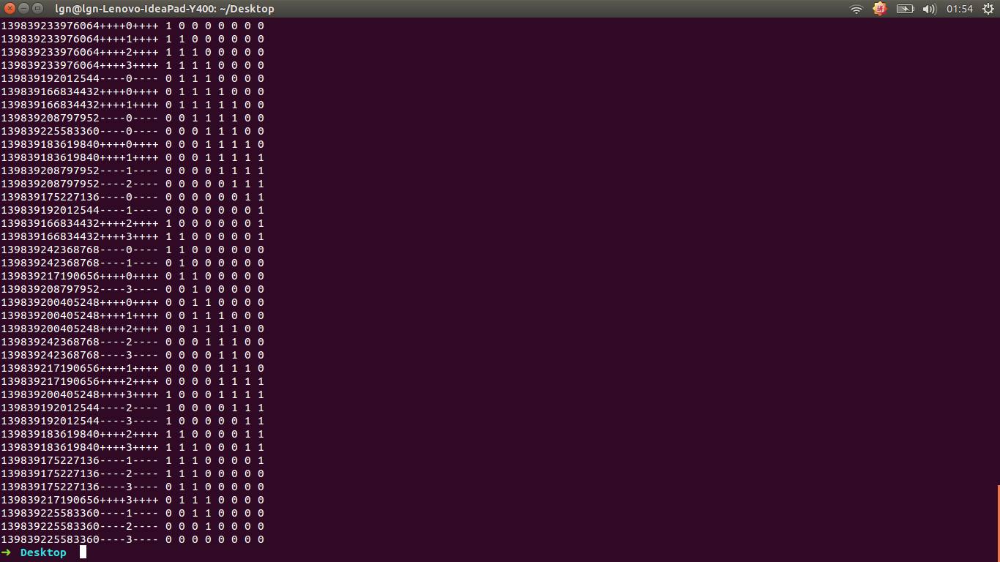 lgn@lgn-Lenovo-IdeaPad-Y400: ~/Desktop
拼
01:54
139839233976064++++0++++ 1 0 0 0 0 0 0 0
139839233976064++++1++++ 1 1 0 0 0 0 0 0
139839233976064++++2++++ 1 1 1 0 0 0 0 0
139839233976064++++3++++ 1 1 1 1 0 0 0 0
139839192012544----0---- 0 1 1 1 0 0 0 0
139839166834432++++0++++ 0 1 1 1 1 0 0 0
139839166834432++++1++++ 0 1 1 1 1 1 0 0
139839208797952----0---- 0 0 1 1 1 1 0 0
139839225583360----0---- 0 0 0 1 1 1 0 0
139839183619840++++0++++ 0 0 0 1 1 1 1 0
139839183619840++++1++++ 0 0 0 1 1 1 1 1
139839208797952----1---- 0 0 0 0 1 1 1 1
139839208797952----2---- 0 0 0 0 0 1 1 1
139839175227136----0---- 0 0 0 0 0 0 1 1
139839192012544----1---- 0 0 0 0 0 0 0 1
139839166834432++++2++++ 1 0 0 0 0 0 0 1
139839166834432++++3++++ 1 1 0 0 0 0 0 1
139839242368768----0---- 1 1 0 0 0 0 0 0
139839242368768----1---- 0 1 0 0 0 0 0 0
139839217190656++++0++++ 0 1 1 0 0 0 0 0
139839208797952----3---- 0 0 1 0 0 0 0 0
139839200405248++++0++++ 0 0 1 1 0 0 0 0
139839200405248++++1++++ 0 0 1 1 1 0 0 0
139839200405248++++2++++ 0 0 1 1 1 1 0 0
139839242368768----2---- 0 0 0 1 1 1 0 0
139839242368768----3---- 0 0 0 0 1 1 0 0
139839217190656++++1++++ 0 0 0 0 1 1 1 0
139839217190656++++2++++ 0 0 0 0 1 1 1 1
139839200405248++++3++++ 1 0 0 0 1 1 1 1
139839192012544----2---- 1 0 0 0 0 1 1 1
139839192012544----3---- 1 0 0 0 0 0 1 1
139839183619840++++2++++ 1 1 0 0 0 0 1 1
139839183619840++++3++++ 1 1 1 0 0 0 1 1
139839175227136----1---- 1 1 1 0 0 0 0 1
139839175227136----2---- 1 1 1 0 0 0 0 0
139839175227136----3---- 0 1 1 0 0 0 0 0
139839217190656++++3++++ 0 1 1 1 0 0 0 0
139839225583360----1---- 0 0 1 1 0 0 0 0
139839225583360----2---- 0 0 0 1 0 0 0 0
139839225583360----3---- 0 0 0 0 0 0 0 0
➜ Desktop